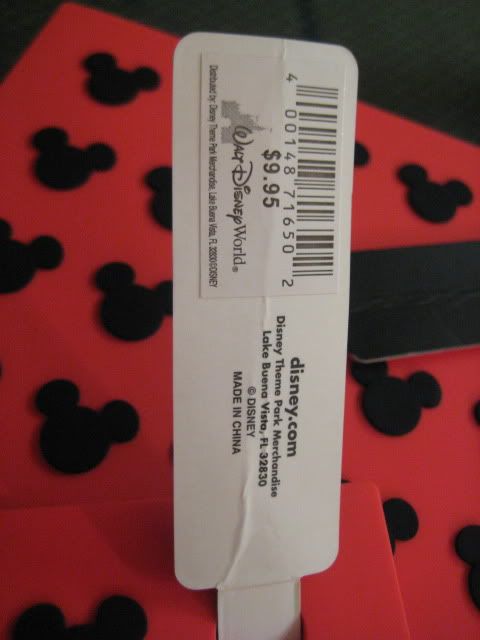 4 00148 71650 2
$9.95
WALT DISNEY World®
Distributed by: Disney Theme Park Merchandise, Lake Buena Vista, FL 32830 ©DISNEY
disney.com
Disney Theme Park Merchandise
Lake Buena Vista, FL 32830
© DISNEY
MADE IN CHINA